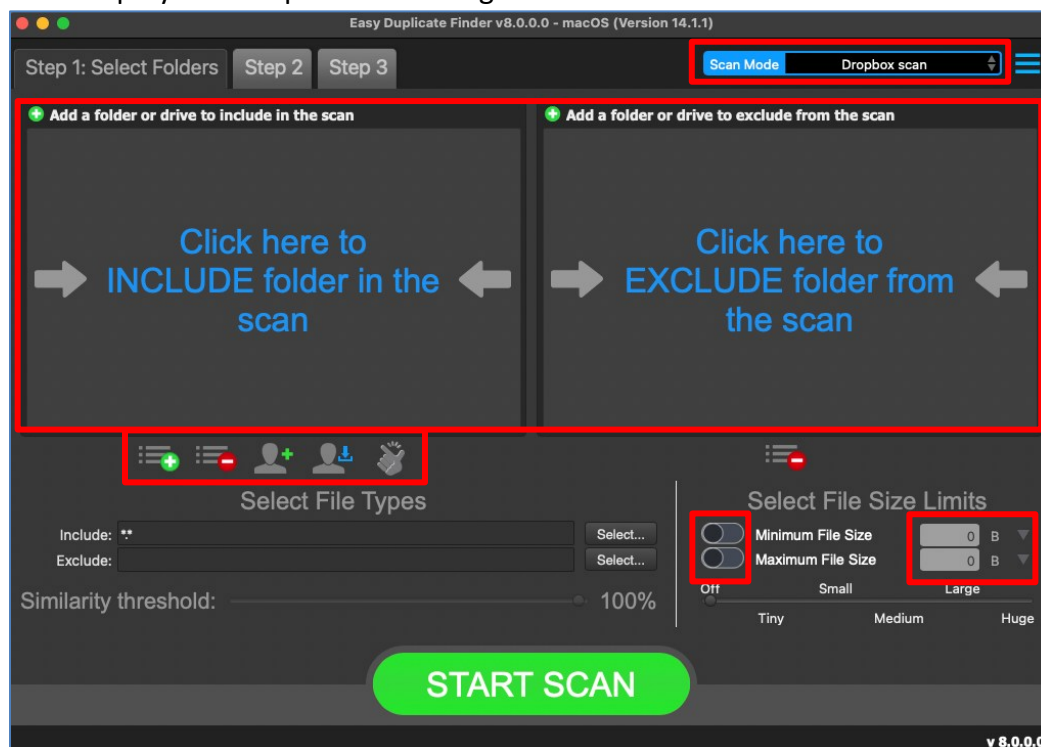 Easy Duplicate Finder v8.0.0.0 - macOS (Version 14.1.1)
Step 1: Select Folders Step 2 Step 3 Scan Mode Dropbox scan
Add a folder or drive to include in the scan
Click here to
INCLUDE folder in the
scan
Add a folder or drive to exclude from the scan
Click here to
EXCLUDE folder from
the scan
Select File Types
Include: *.*
Select...
Exclude:
Select...
Similarity threshold: 100%
Select File Size Limits
Minimum File Size 0 B
Maximum File Size 0 B
Off Small Large
Tiny Medium Huge
START SCAN
v 8.0.0.0